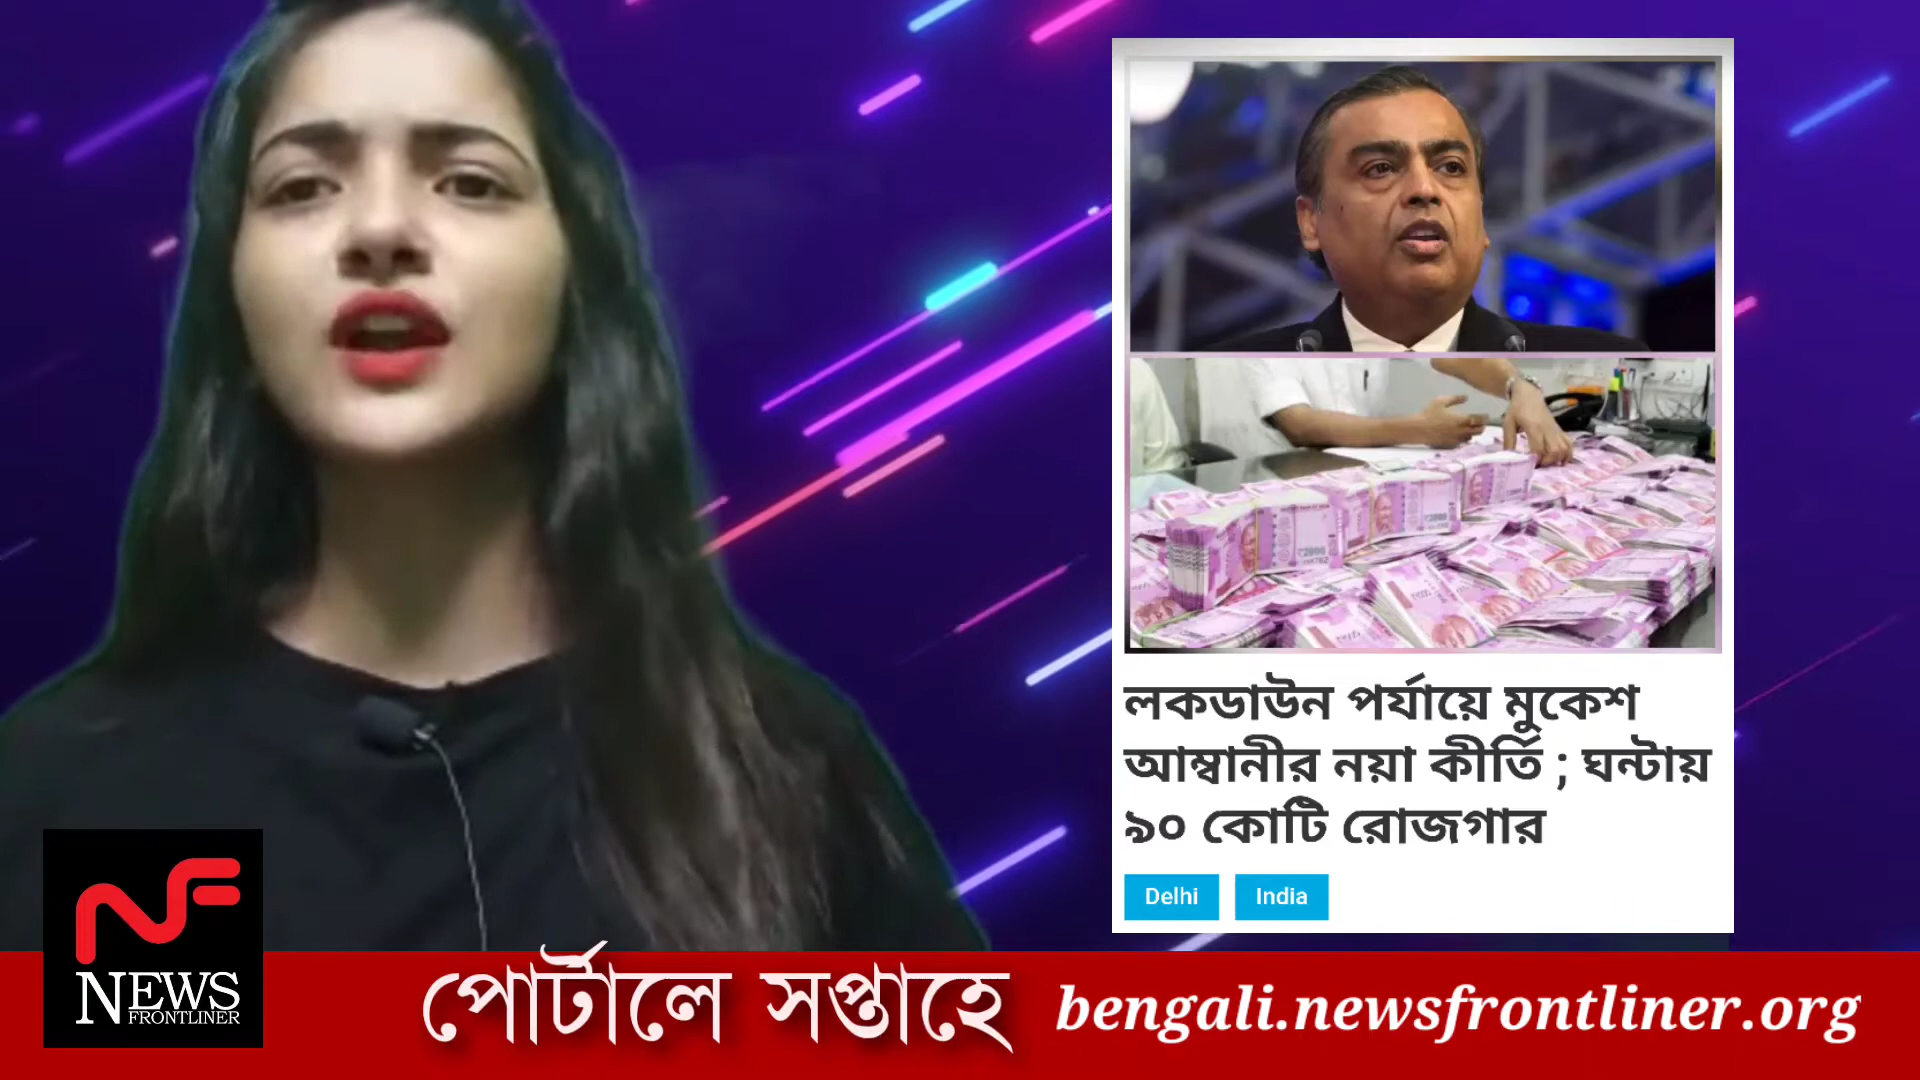 লকডাউন পর্যায়ে মুকেশ
আম্বানীর নয়া কীর্তি ; ঘন্টায়
৯০ কোটি রোজগার
Delhi India
NEWS
FRONTLINER
পোর্টালে সপ্তাহে bengali.newsfrontliner.org